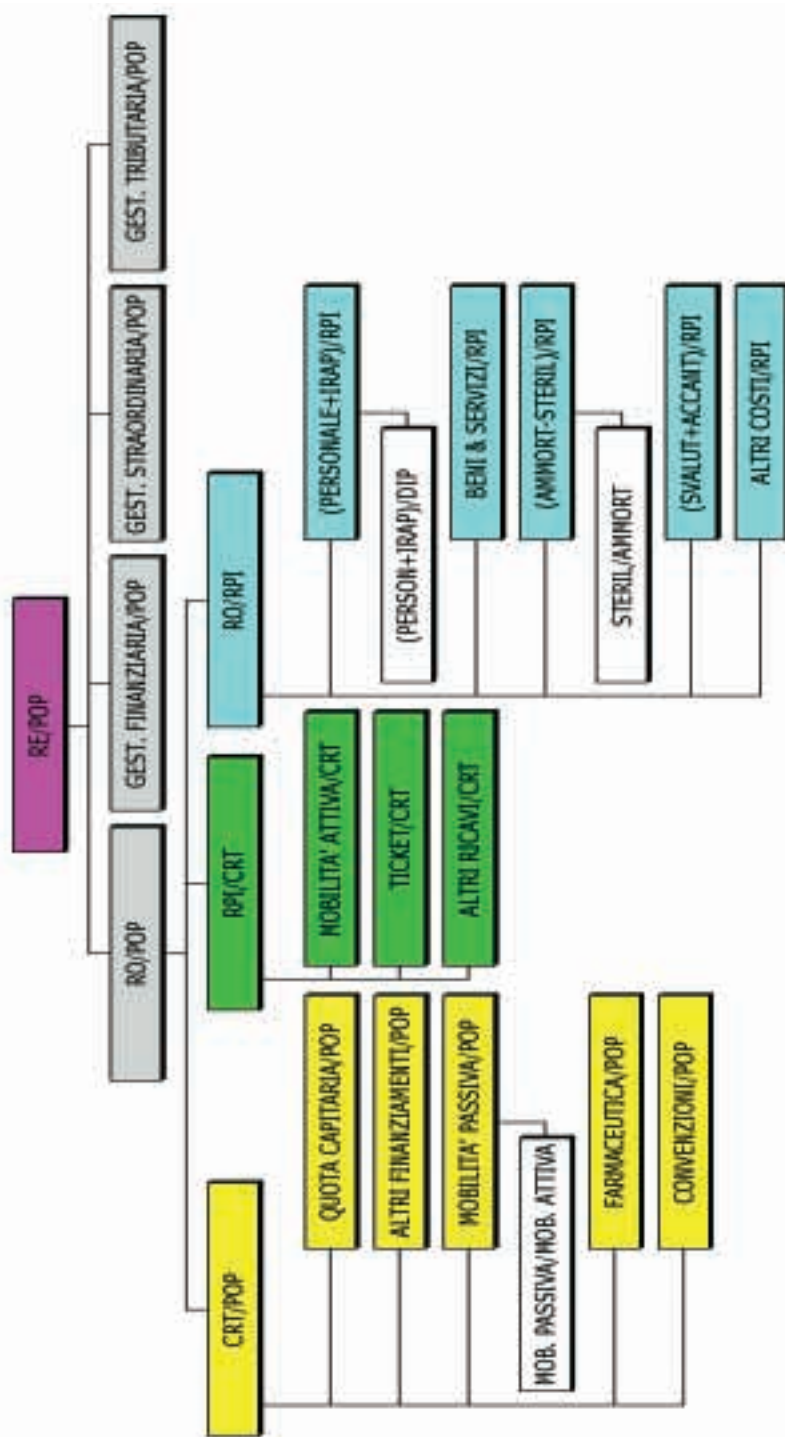 RE/POP
RO/POP
GEST. FINANZIARIA/POP
GEST. STRAORDINARIA/POP
GEST. TRIBUTARIA/POP
CRT/POP
RPI/CRT
RO/RPI
QUOTA CAPITARIA/POP
ALTRI FINANZIAMENTI/POP
MOBILITA' PASSIVA/POP
MOB. PASSIVA/MOB. ATTIVA
FARMACEUTICA/POP
CONVENZIONI/POP
MOBILITA' ATTIVA/CRT
TICKET/CRT
ALTRI RICAVI/CRT
(PERSONALE+IRAP)/RPI
(PERSON+IRAP)/DIP
BENI & SERVIZI/RPI
(AMMORT-STERIL)/RPI
STERIL/AMMORT
(SVALUT+ACCANT)/RPI
ALTRI COSTI/RPI